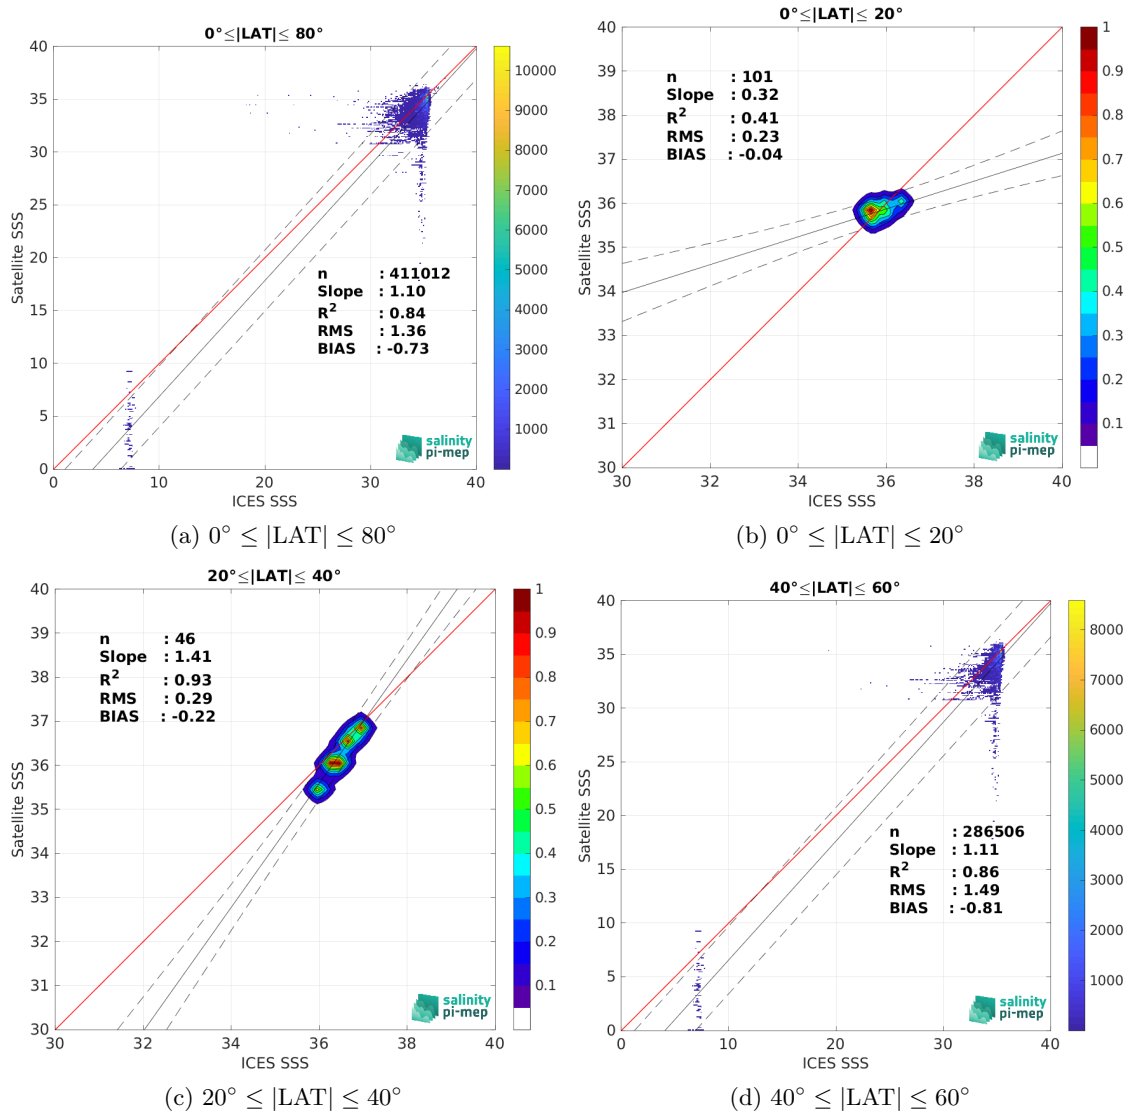 0°≤|LAT|≤ 80°
40
35
30
25
20
15
10
5
0
Satellite SSS
n : 411012
Slope : 1.10
R² : 0.84
RMS : 1.36
BIAS : -0.73
salinity
pi-mep
0 10 20 30 40
ICES SSS
10000
9000
8000
7000
6000
5000
4000
3000
2000
1000
(a) 0° ≤ |LAT| ≤ 80°
0°≤|LAT|≤ 20°
40
39
38
37
36
35
34
33
32
31
30
Satellite SSS
n : 101
Slope : 0.32
R² : 0.41
RMS : 0.23
BIAS : -0.04
salinity
pi-mep
30 32 34 36 38 40
ICES SSS
1
0.9
0.8
0.7
0.6
0.5
0.4
0.3
0.2
0.1
(b) 0° ≤ |LAT| ≤ 20°
20°≤|LAT|≤ 40°
40
39
38
37
36
35
34
33
32
31
30
Satellite SSS
n : 46
Slope : 1.41
R² : 0.93
RMS : 0.29
BIAS : -0.22
salinity
pi-mep
30 32 34 36 38 40
ICES SSS
1
0.9
0.8
0.7
0.6
0.5
0.4
0.3
0.2
0.1
(c) 20° ≤ |LAT| ≤ 40°
40°≤|LAT|≤ 60°
40
35
30
25
20
15
10
5
0
Satellite SSS
n : 286506
Slope : 1.11
R² : 0.86
RMS : 1.49
BIAS : -0.81
salinity
pi-mep
0 10 20 30 40
ICES SSS
8000
7000
6000
5000
4000
3000
2000
1000
(d) 40° ≤ |LAT| ≤ 60°